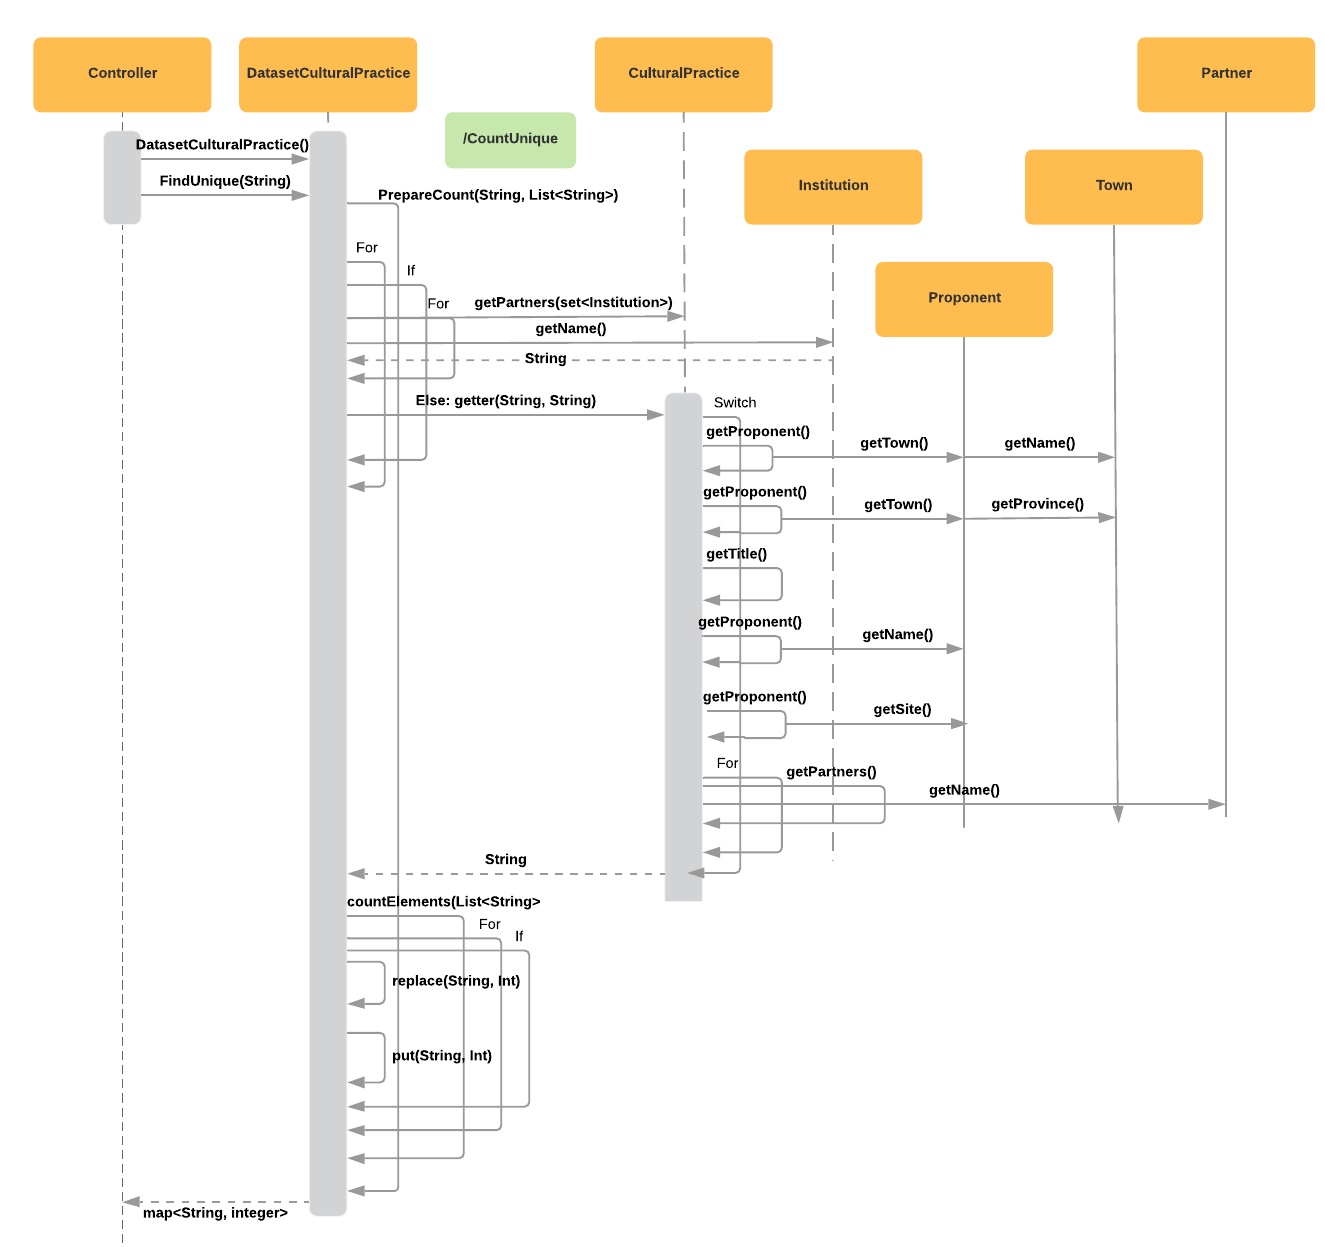 Controller
DatasetCulturalPractice
CulturalPractice
Partner
/CountUnique
DatasetCulturalPractice()
FindUnique(String)
PrepareCount(String, List<String>)
Institution
Town
For
If
For
getPartners(set<Institution>)
Proponent
getName()
String
Else: getter(String, String)
Switch
getProponent()
getTown()
getName()
getProponent()
getTown()
getProvince()
getTitle()
getProponent()
getName()
getProponent()
getSite()
For
getPartners()
getName()
String
countElements(List<String>
For
If
replace(String, Int)
put(String, Int)
map<String, integer>